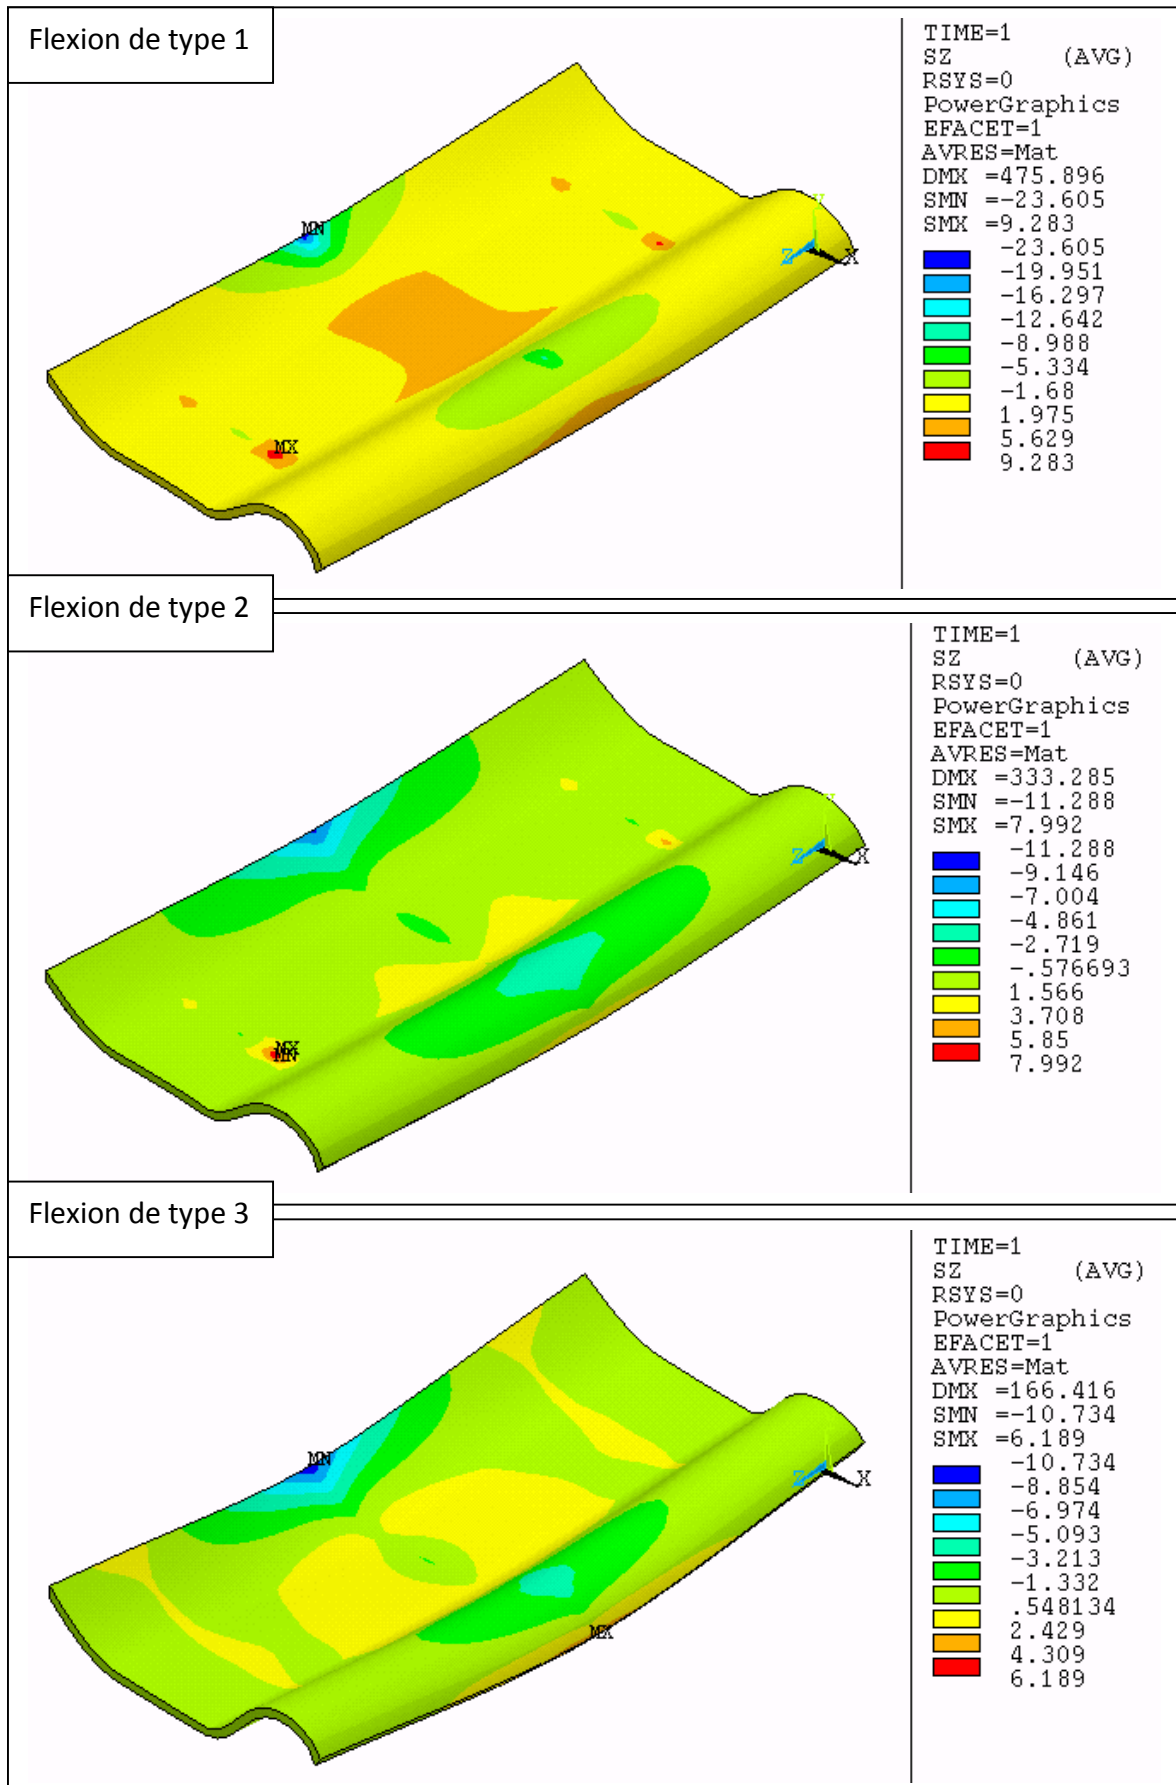 Flexion de type 1
TIME=1
SZ (AVG)
RSYS=0
PowerGraphics
EFACET=1
AVRES=Mat
DMX =475.896
SMN =-23.605
SMX =9.283
-23.605
-19.951
-16.297
-12.642
-8.988
-5.334
-1.68
1.975
5.629
9.283
MN
MX
Y
Z
X
Flexion de type 2
TIME=1
SZ (AVG)
RSYS=0
PowerGraphics
EFACET=1
AVRES=Mat
DMX =333.285
SMN =-11.288
SMX =7.992
-11.288
-9.146
-7.004
-4.861
-2.719
-.576693
1.566
3.708
5.85
7.992
MX
MN
Y
Z
X
Flexion de type 3
TIME=1
SZ (AVG)
RSYS=0
PowerGraphics
EFACET=1
AVRES=Mat
DMX =166.416
SMN =-10.734
SMX =6.189
-10.734
-8.854
-6.974
-5.093
-3.213
-1.332
.548134
2.429
4.309
6.189
MN
MX
Y
Z
X